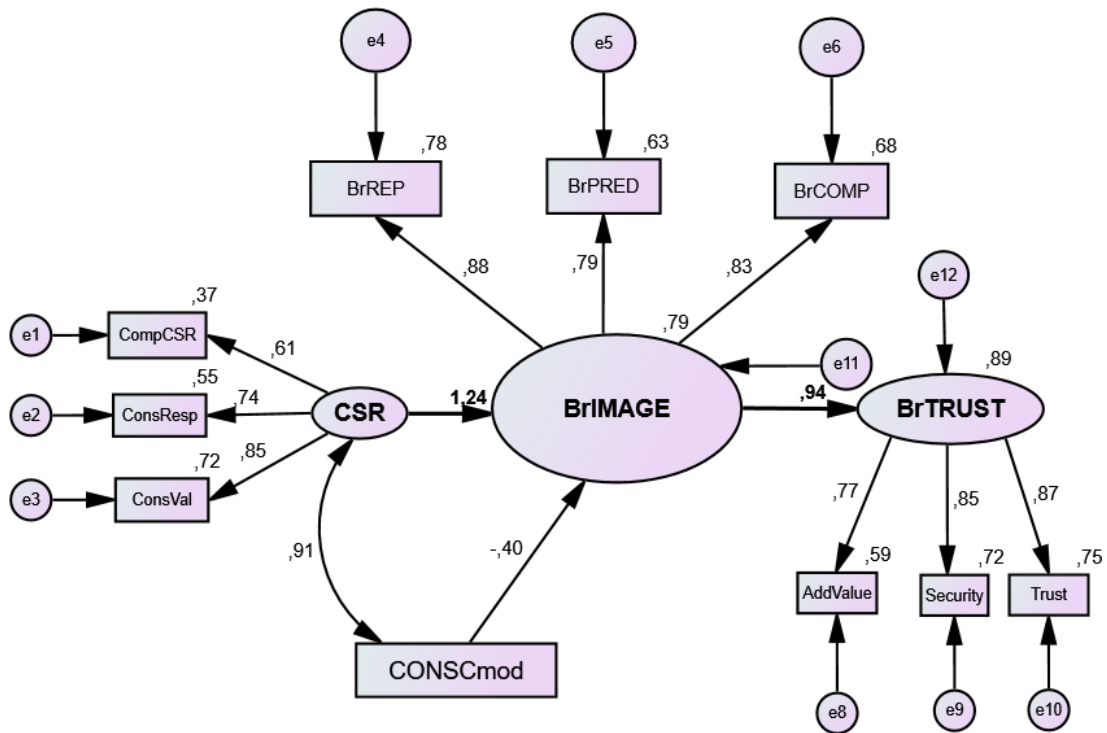 e4
e5
e6
,78
,63
,68
BrREP
BrPRED
BrCOMP
,88
,79
,83
e12
,37
e1
CompCSR
,61
,79
e11
,89
,55
e2
ConsResp
,74
CSR
1,24
BrIMAGE
,94
BrTRUST
,72
,85
e3
ConsVal
,77
,85
,87
,91
-,40
,59
,72
,75
AddValue
Security
Trust
CONSCmod
e8
e9
e10